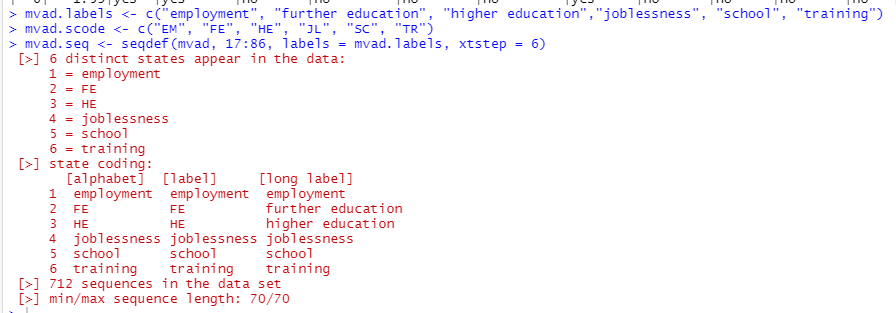 > mvad.labels <- c("employment", "further education", "higher education","joblessness", "school", "training")
> mvad.scode <- c("EM", "FE", "HE", "JL", "SC", "TR")
> mvad.seq <- seqdef(mvad, 17:86, labels = mvad.labels, xtstep = 6)
[>] 6 distinct states appear in the data:
1 = employment
2 = FE
3 = HE
4 = joblessness
5 = school
6 = training
[>] state coding:
[alphabet] [label] [long label]
1 employment employment employment
2 FE FE further education
3 HE HE higher education
4 joblessness joblessness joblessness
5 school school school
6 training training training
[>] 712 sequences in the data set
[>] min/max sequence length: 70/70